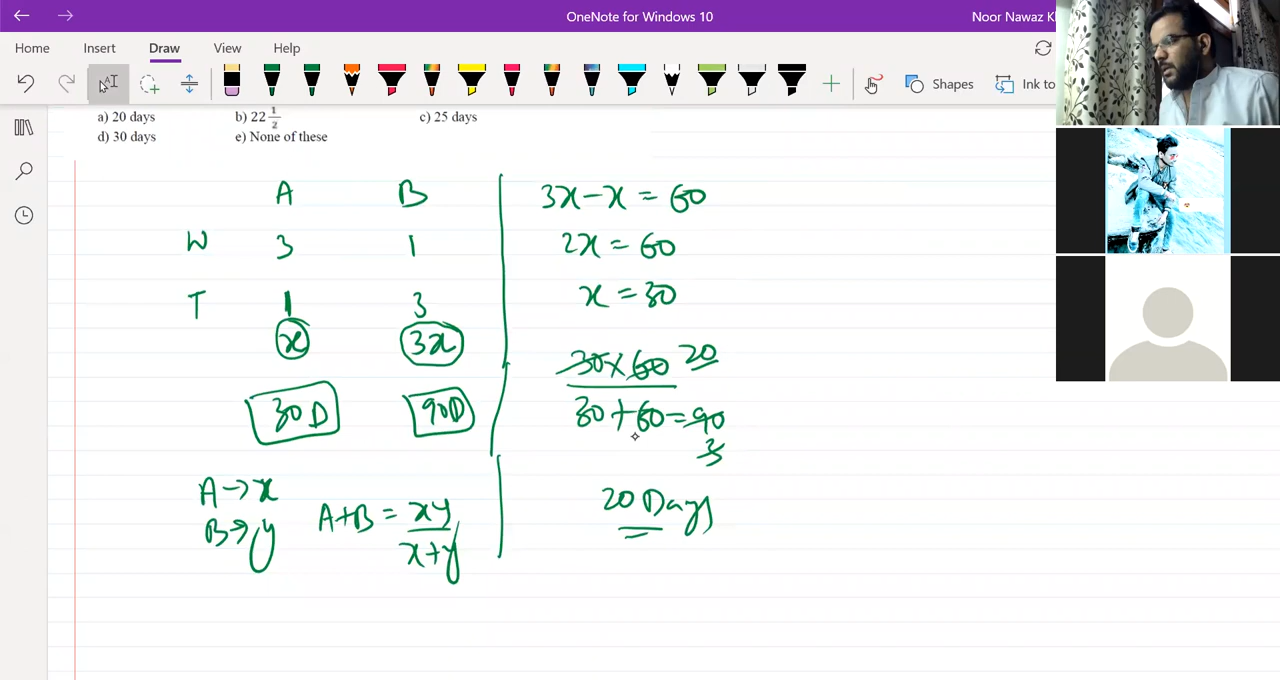 OneNote for Windows 10
Noor Nawaz Kh
Home Insert Draw View Help
Shapes Ink to
a) 20 days b) 22 1/2 c) 25 days
d) 30 days e) None of these
A B
W 3 1
T 1 3
x 3x
30 D 90D
A → x
B → y
A+B = xy/x+y
3x - x = 60
2x = 60
x = 30
30 x 60 20
30 + 60 = 90
3
20 Days